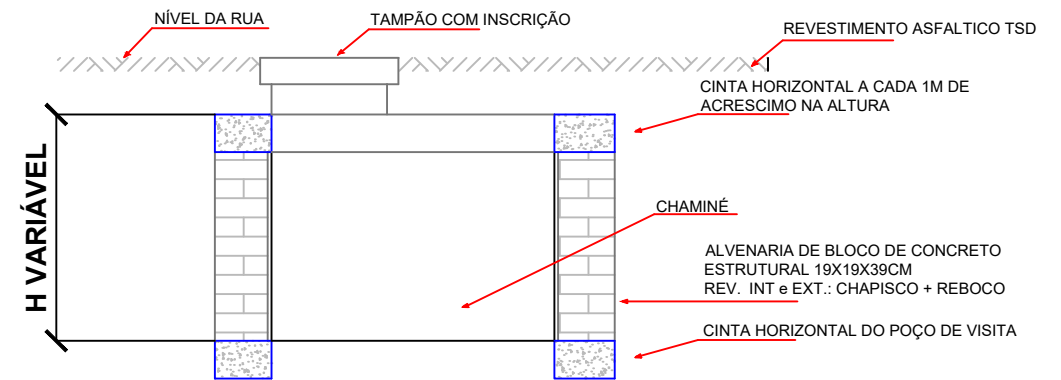 NÍVEL DA RUA
TAMPÃO COM INSCRIÇÃO
REVESTIMENTO ASFALTICO TSD
CINTA HORIZONTAL A CADA 1M DE
ACRESCIMO NA ALTURA
H VARIÁVEL
CHAMINÉ
ALVENARIA DE BLOCO DE CONCRETO
ESTRUTURAL 19X19X39CM
REV. INT e EXT.: CHAPISCO + REBOCO
CINTA HORIZONTAL DO POÇO DE VISITA